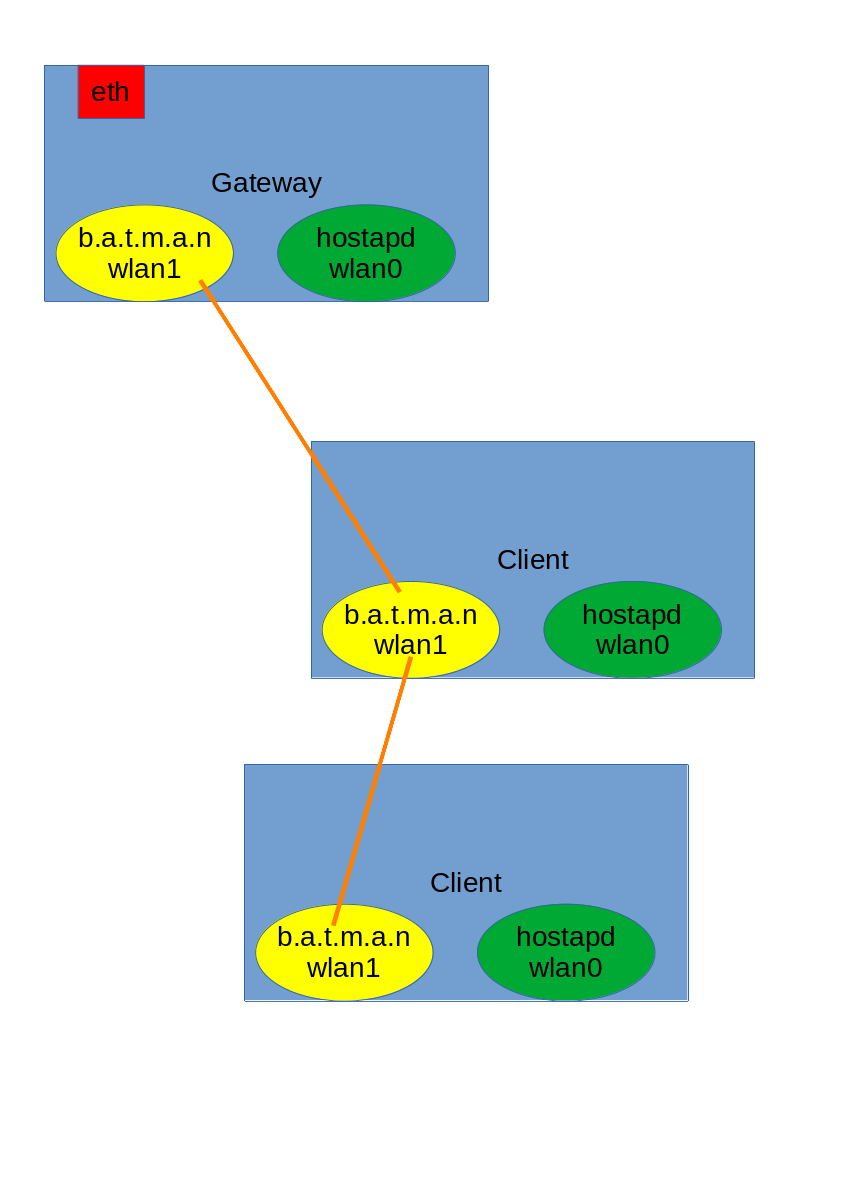 eth
Gateway
b.a.t.m.a.n
wlan1
hostapd
wlan0
Client
b.a.t.m.a.n
wlan1
hostapd
wlan0
Client
b.a.t.m.a.n
wlan1
hostapd
wlan0